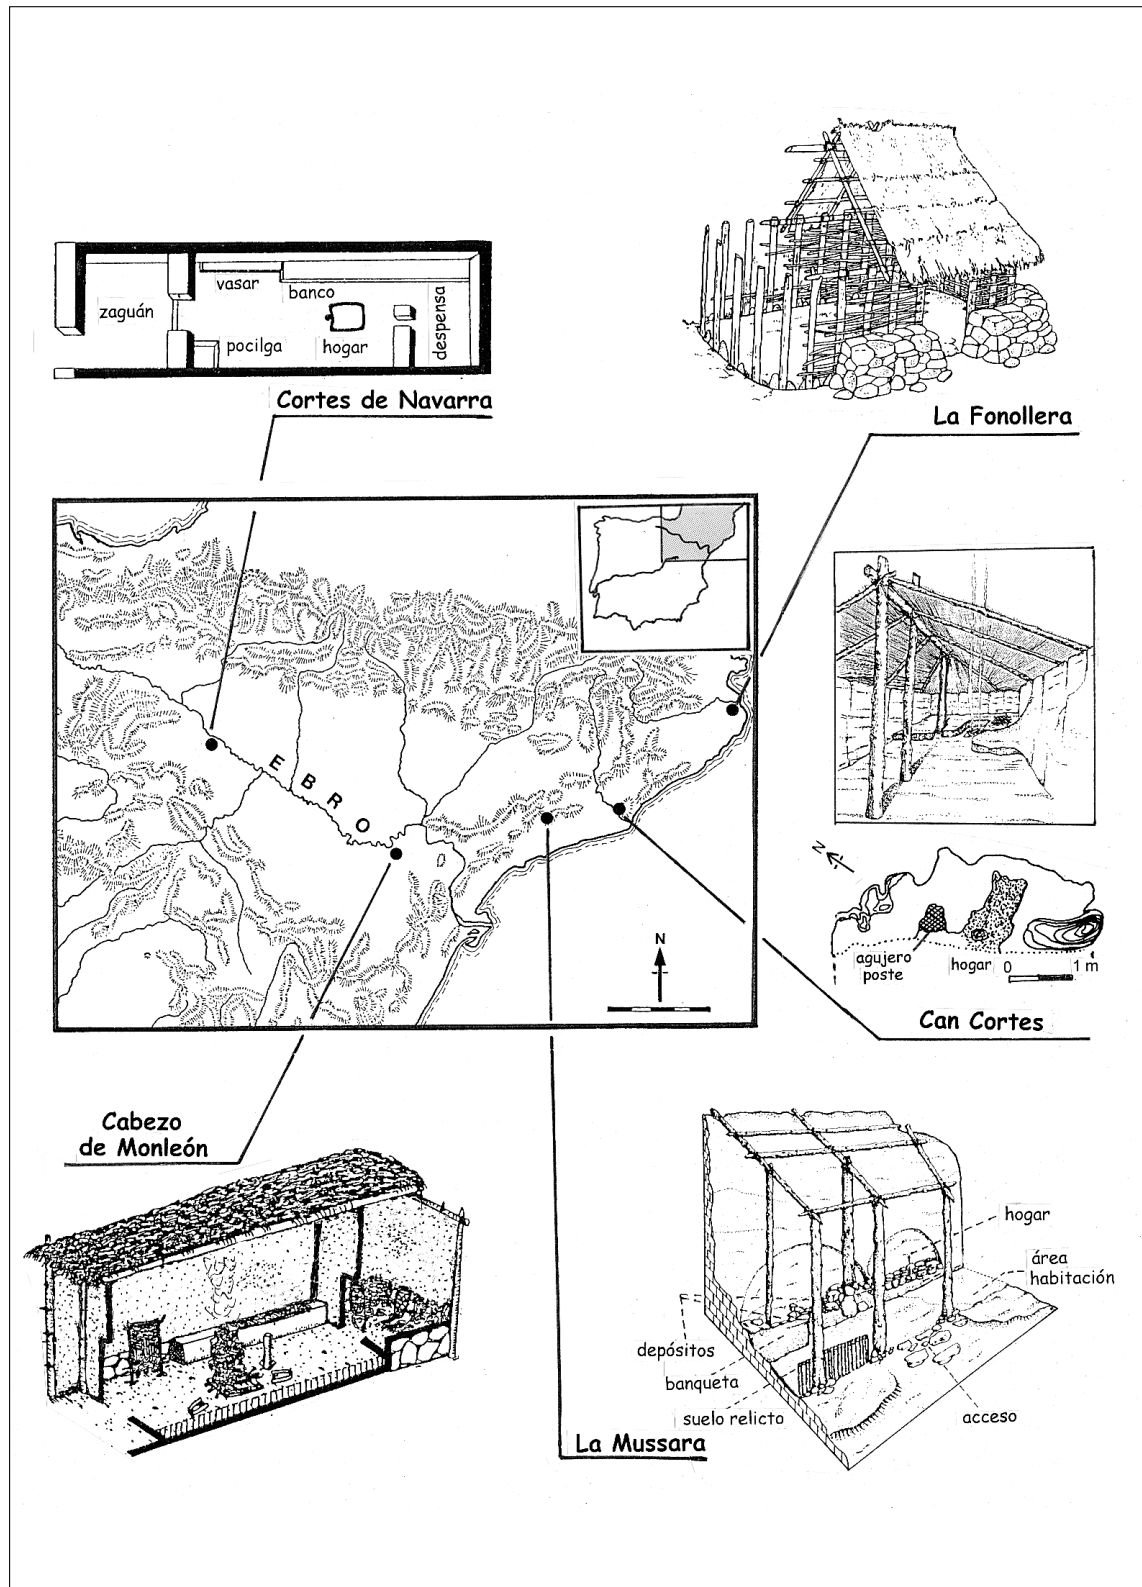 zaguán
vasar
banco
pocilga
hogar
despensa
Cortes de Navarra
La Fonollera
EBRO
N
N
agujero
poste
hogar
0
1 m
Can Cortes
Cabezo
de Monleón
hogar
área
habitación
depósitos
banqueta
suelo relicto
acceso
La Mussara